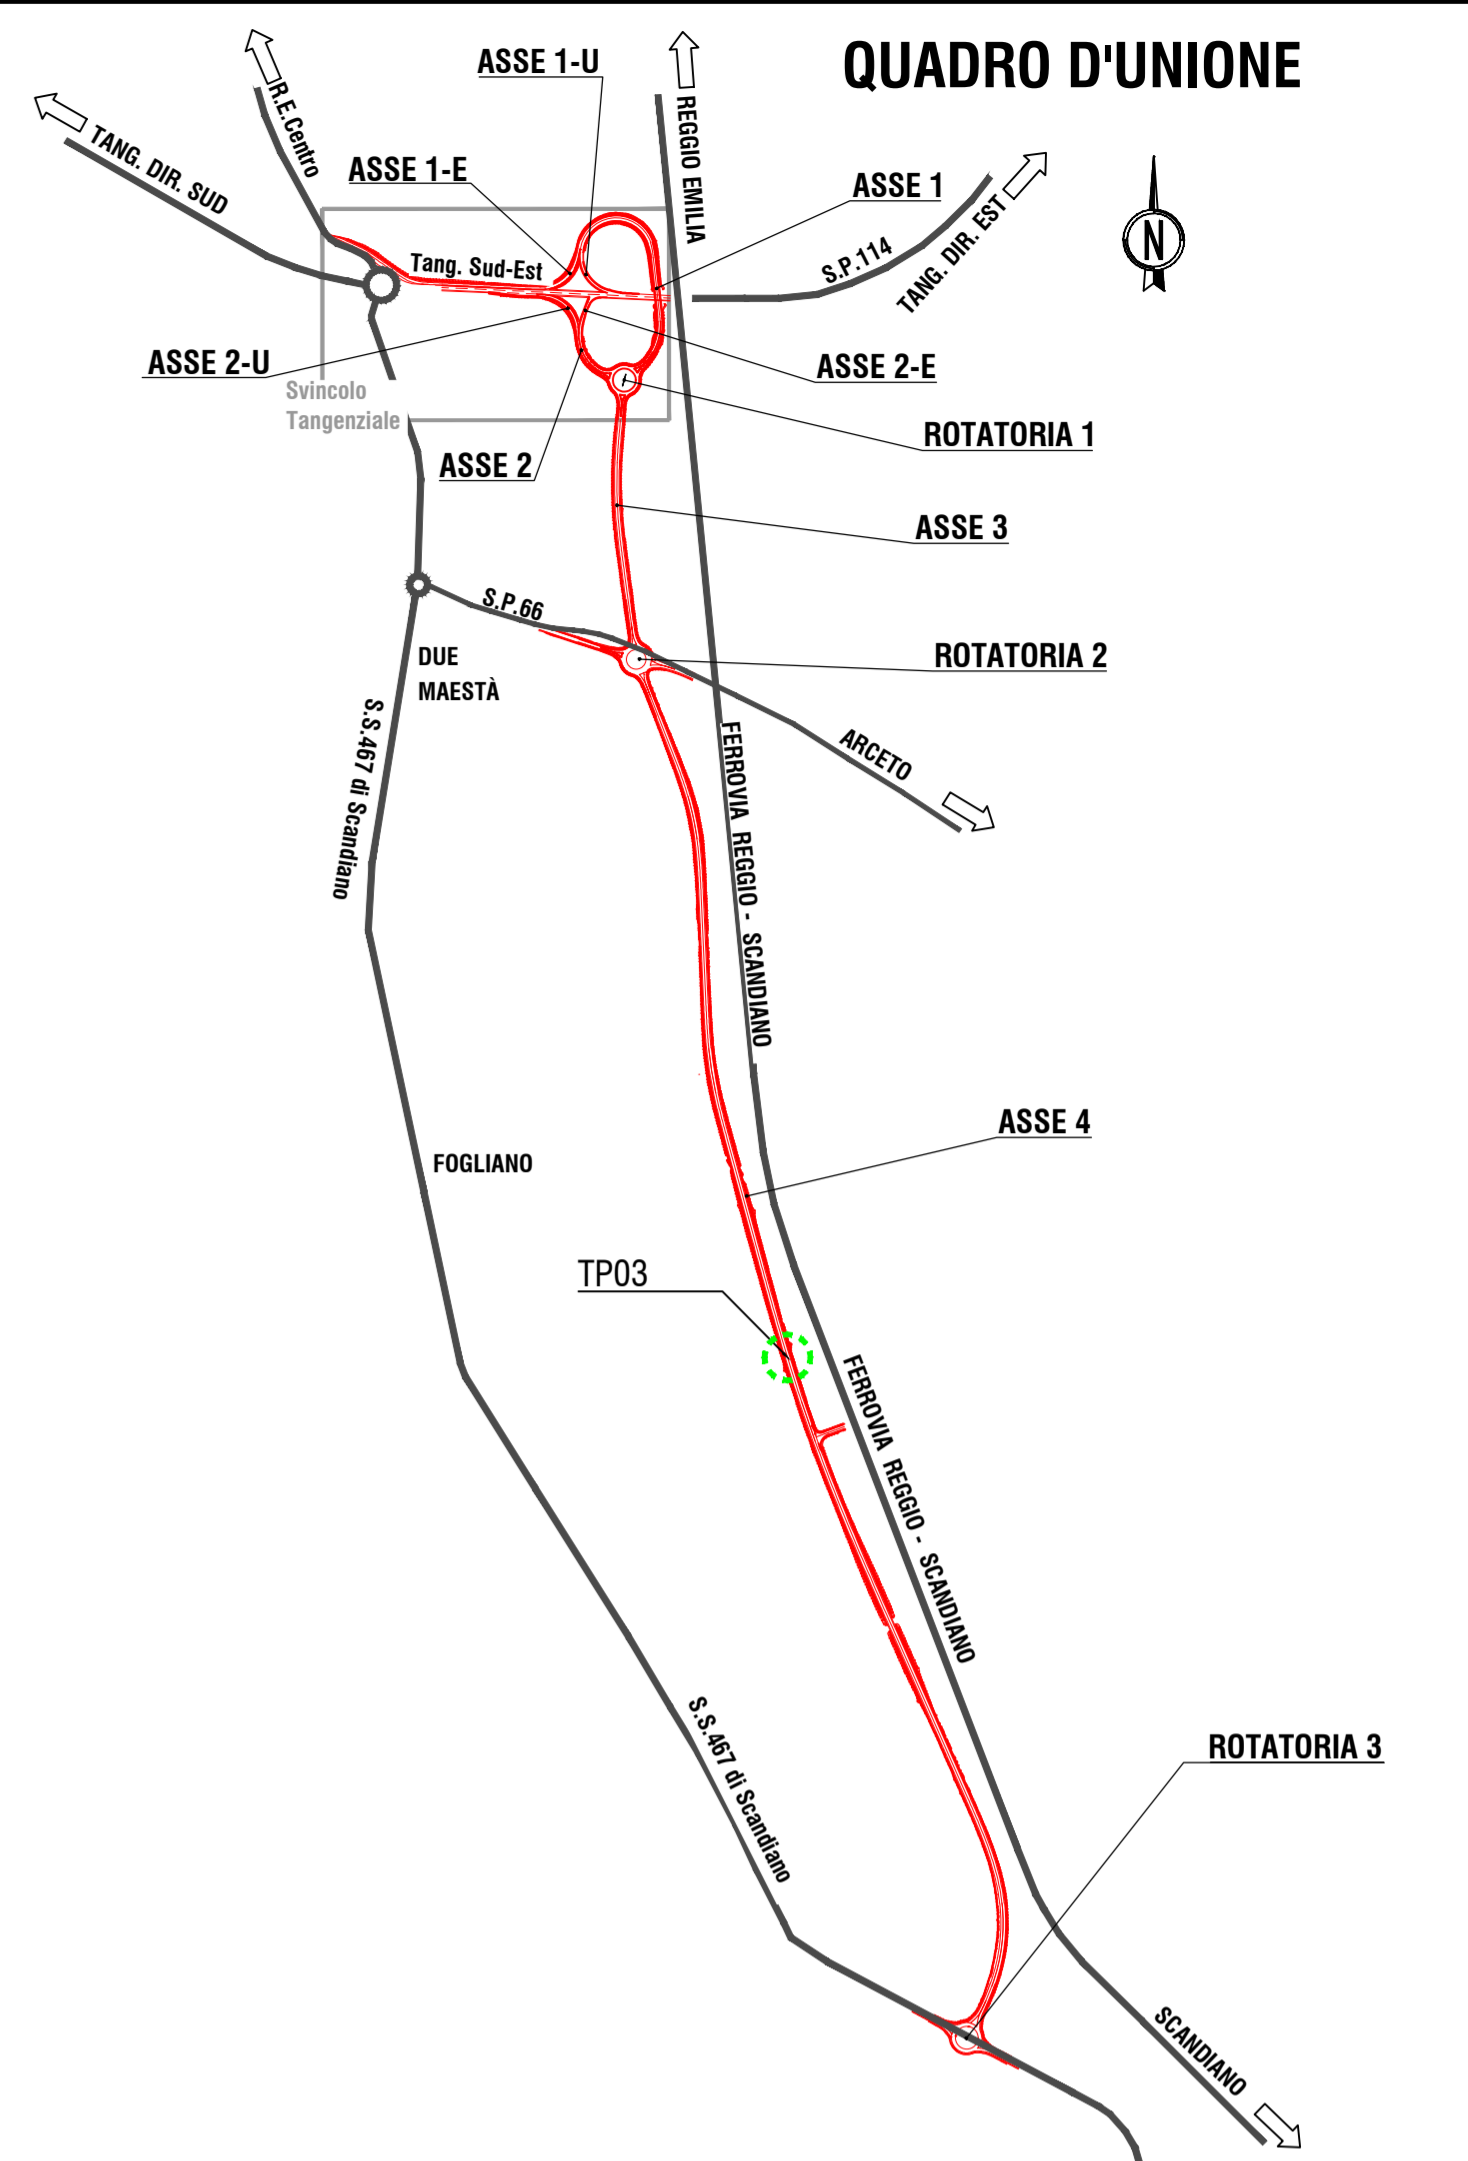 QUADRO D'UNIONE
ASSE 1-U
R.E.Centro
REGGIO EMILIA
TANG. DIR. SUD
ASSE 1-E
ASSE 1
N
S.P.114
TANG. DIR. EST
Tang. Sud-Est
ASSE 2-U
ASSE 2-E
Svincolo
Tangenziale
ROTATORIA 1
ASSE 2
ASSE 3
S.P.66
DUE
MAESTÀ
ROTATORIA 2
S.S.467 di Scandiano
ARCETO
FERROVIA REGGIO - SCANDIANO
ASSE 4
FOGLIANO
TP03
FERROVIA REGGIO - SCANDIANO
S.S.467 di Scandiano
ROTATORIA 3
SCANDIANO